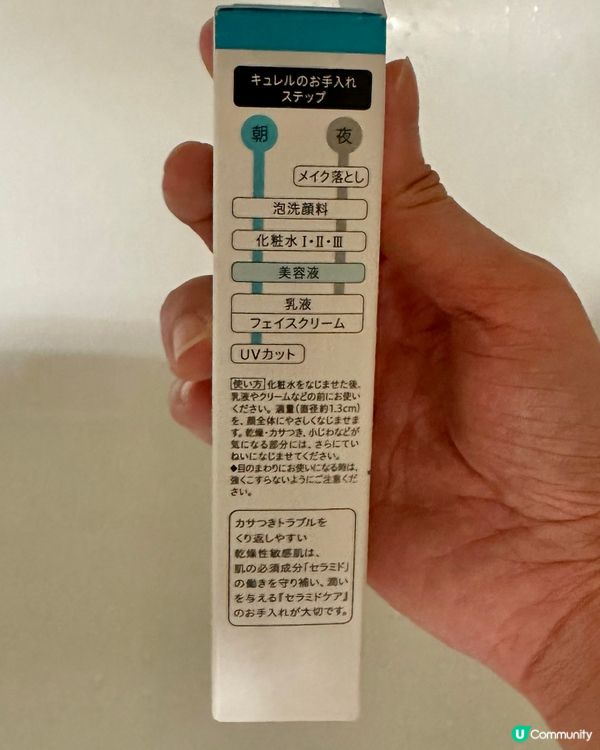 キュレルのお手入れ
ステップ
朝
夜
メイク落とし
泡洗顔料
化粧水Ⅰ・Ⅱ・Ⅲ
美容液
乳液
フェイスクリーム
UVカット
使い方 化粧水をなじませた後、
乳液やクリームなどの前にお使い
ください。適量(直径約1.3cm)
を、顔全体にやさしくなじませま
す。乾燥・カサつき、小じわなどが
気になる部分には、さらにてい
ねいになじませてください。
◆目のまわりにお使いになる時は、
強くこすらないようにご注意くだ
さい。
カサつきトラブルを
くり返しやすい
乾燥性敏感肌は、
肌の必須成分「セラミド」
の働きを守り補い、潤い
を与える『セラミドケア』
のお手入れが大切です。
U Community